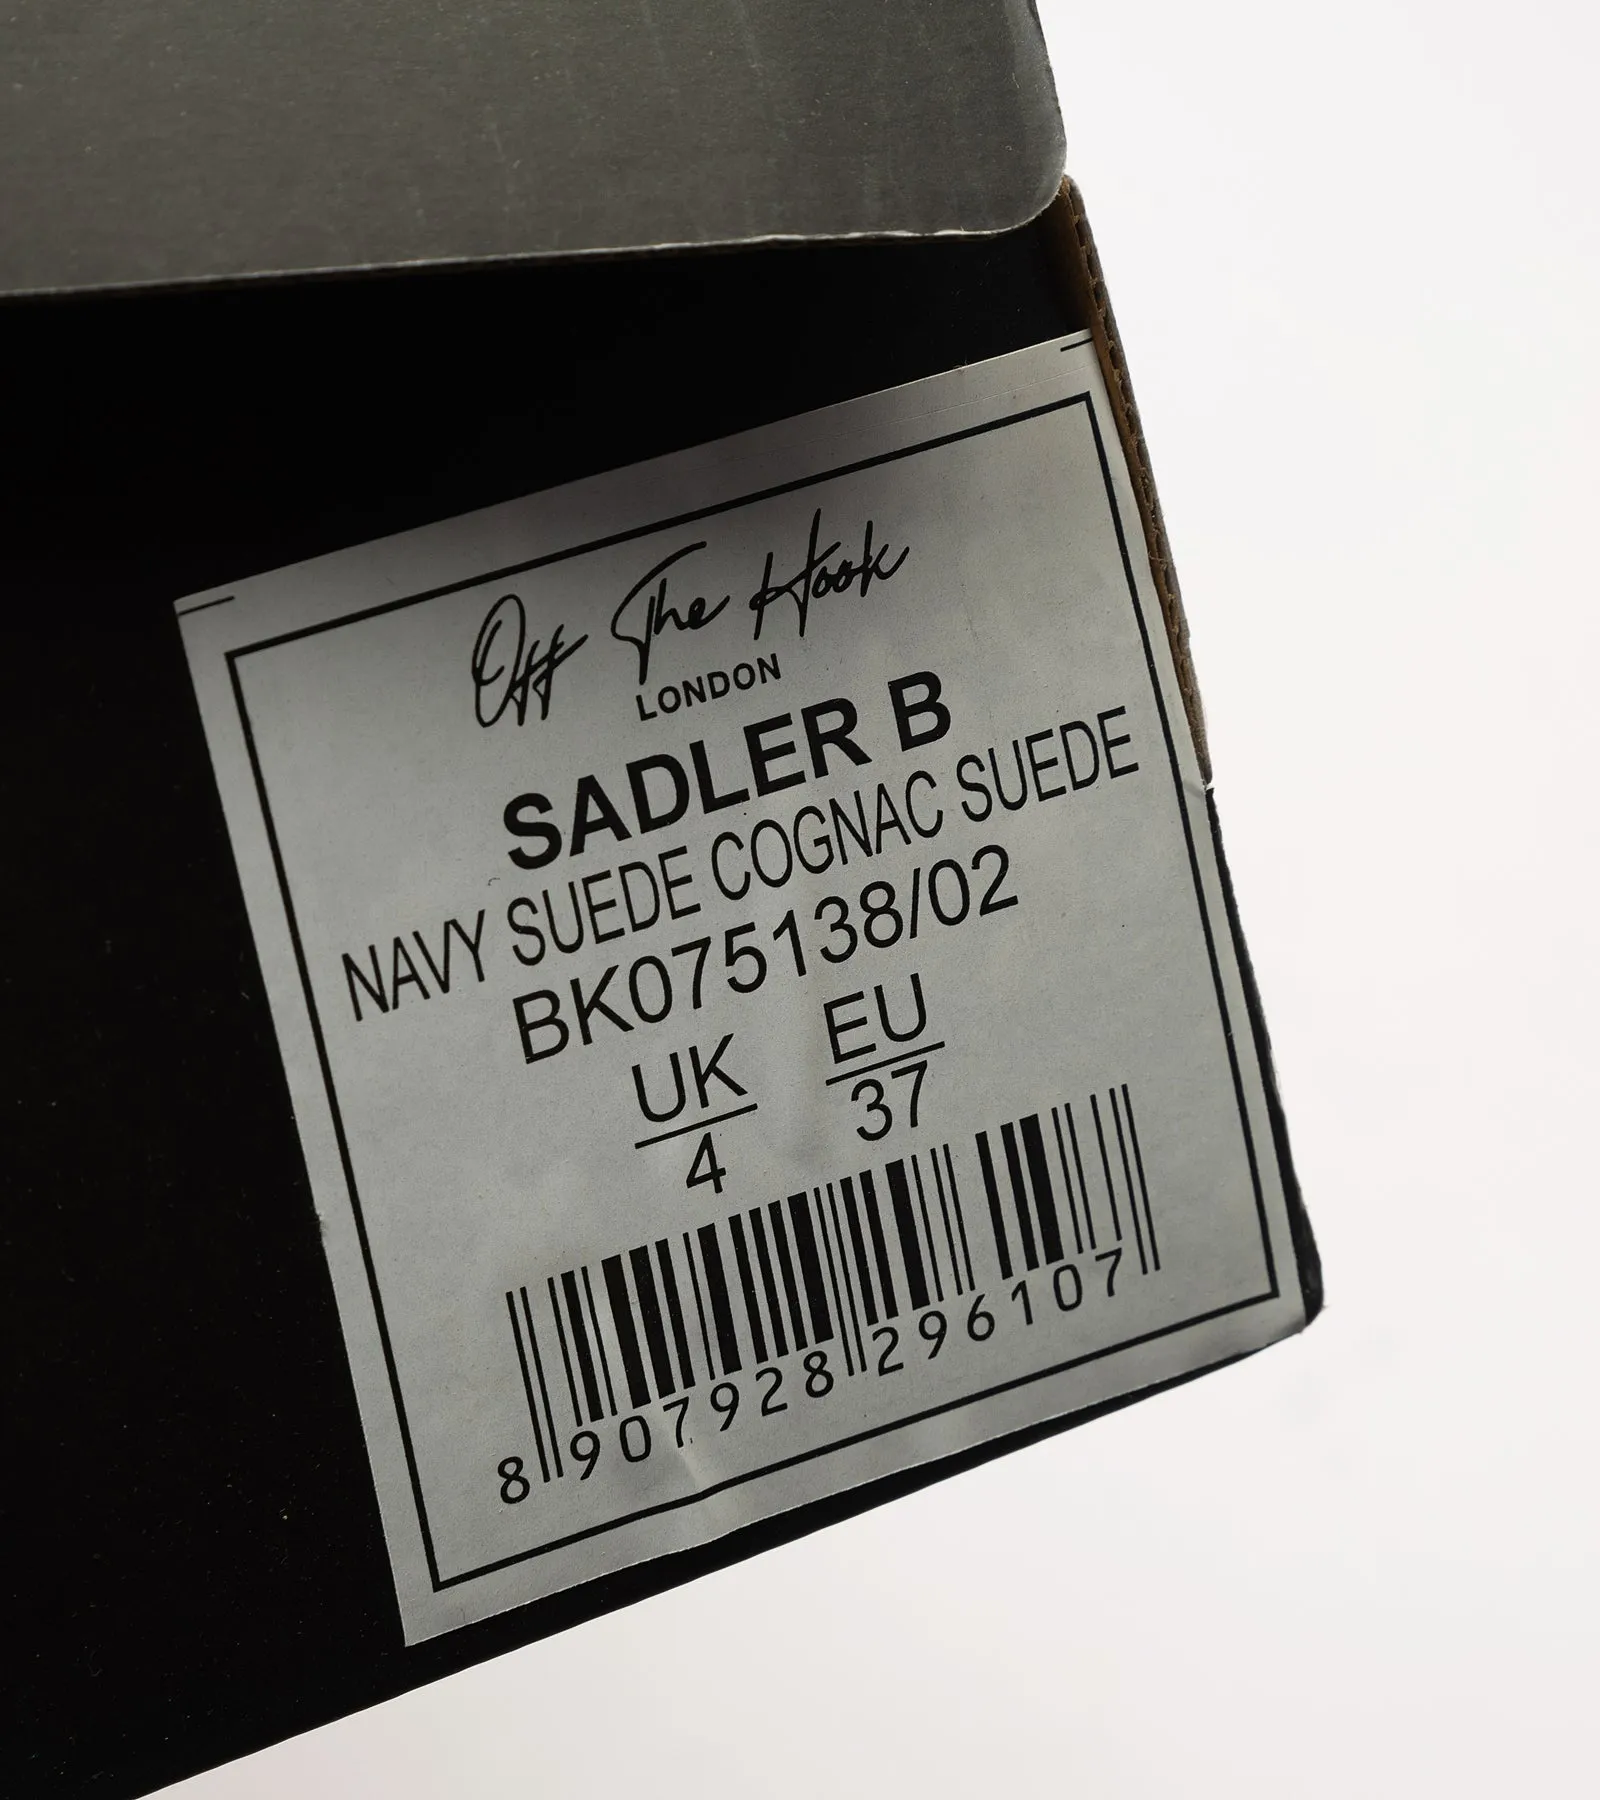 Off The Hook
LONDON
SADLER B
NAVY SUEDE COGNAC SUEDE
BK075138/02
UK EU
4 37
8 907928 296107